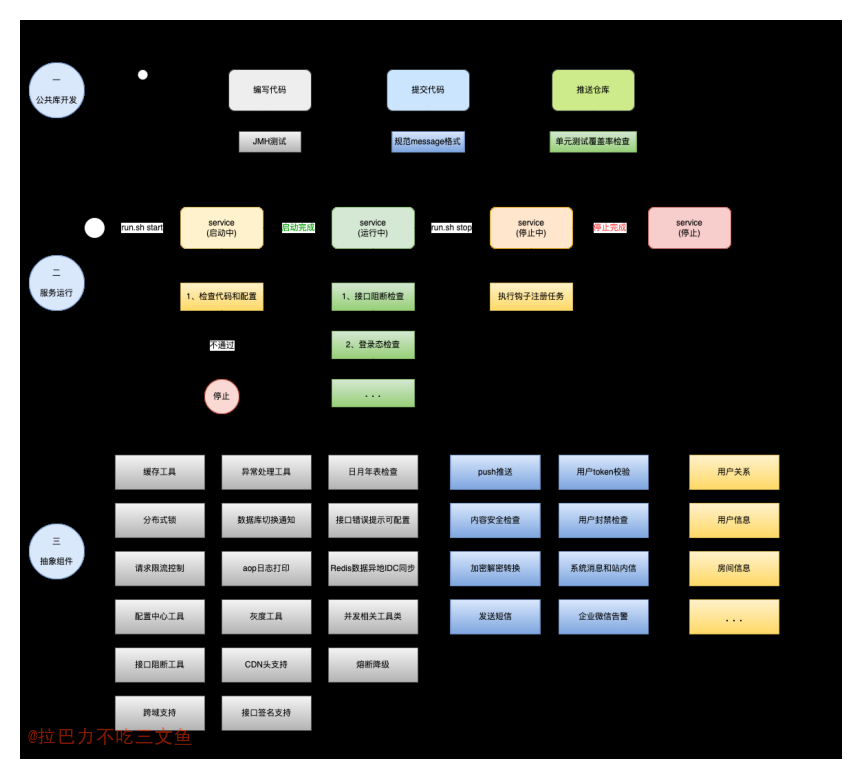 一
公共库开发
编写代码
提交代码
推送仓库
JMH测试
规范message格式
单元测试覆盖率检查
二
服务运行
run.sh start
service
(启动中)
启动完成
service
(运行中)
run.sh stop
service
(停止中)
停止完成
service
(停止)
1、检查代码和配置
1、接口阻断检查
执行钩子注册任务
不通过
2、登录态检查
停止
. . .
三
抽象组件
缓存工具
异常处理工具
日月年表检查
push推送
用户token校验
用户关系
分布式锁
数据库切换通知
接口错误提示可配置
内容安全检查
用户封禁检查
用户信息
请求限流控制
aop日志打印
Redis数据异地IDC同步
加密解密转换
系统消息和站内信
房间信息
配置中心工具
灰度工具
并发相关工具类
发送短信
企业微信告警
. . .
接口阻断工具
CDN头支持
熔断降级
跨域支持
接口签名支持
@拉巴力不吃三文鱼